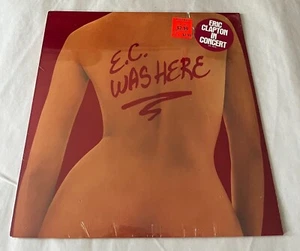 ERIC
CLAPTON
IN
CONCERT
E.C.
WAS HERE